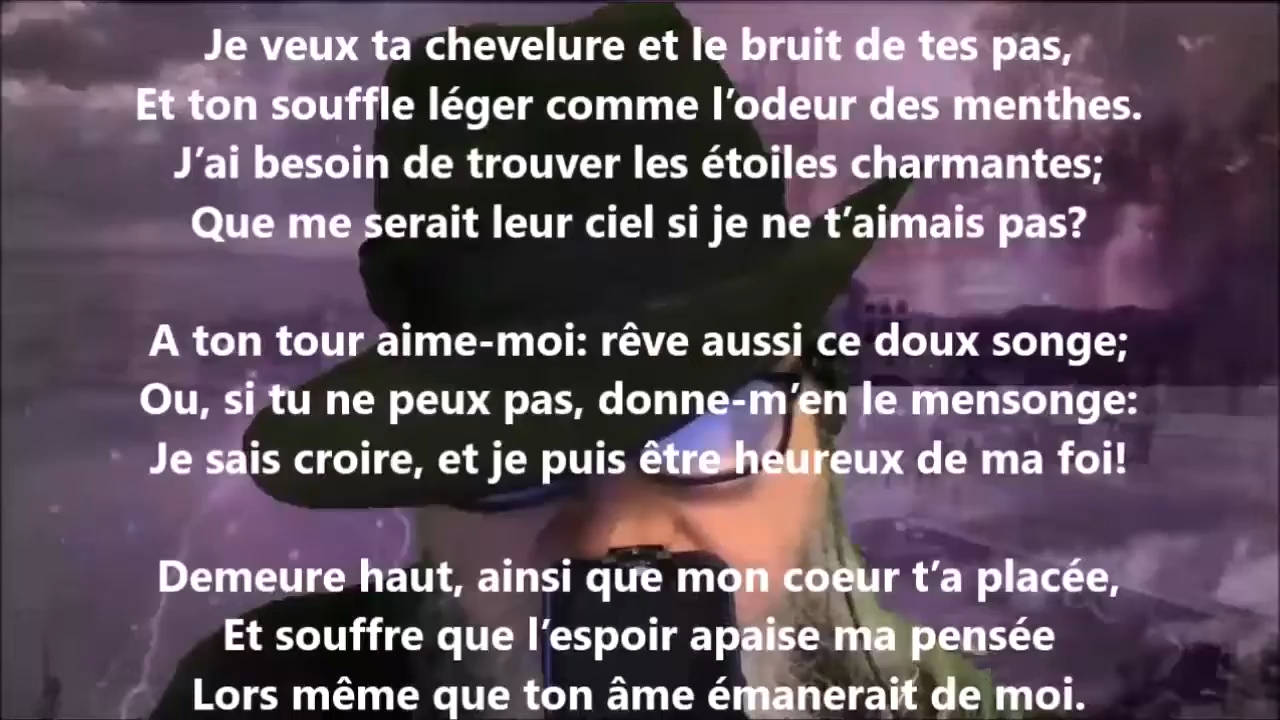 Je veux ta chevelure et le bruit de tes pas,
Et ton souffle léger comme l’odeur des menthes.
J’ai besoin de trouver les étoiles charmantes;
Que me serait leur ciel si je ne t’aimais pas?
A ton tour aime-moi: rêve aussi ce doux songe;
Ou, si tu ne peux pas, donne-m’en le mensonge:
Je sais croire, et je puis être heureux de ma foi!
Demeure haut, ainsi que mon coeur t’a placée,
Et souffre que l’espoir apaise ma pensée
Lors même que ton âme émanerait de moi.